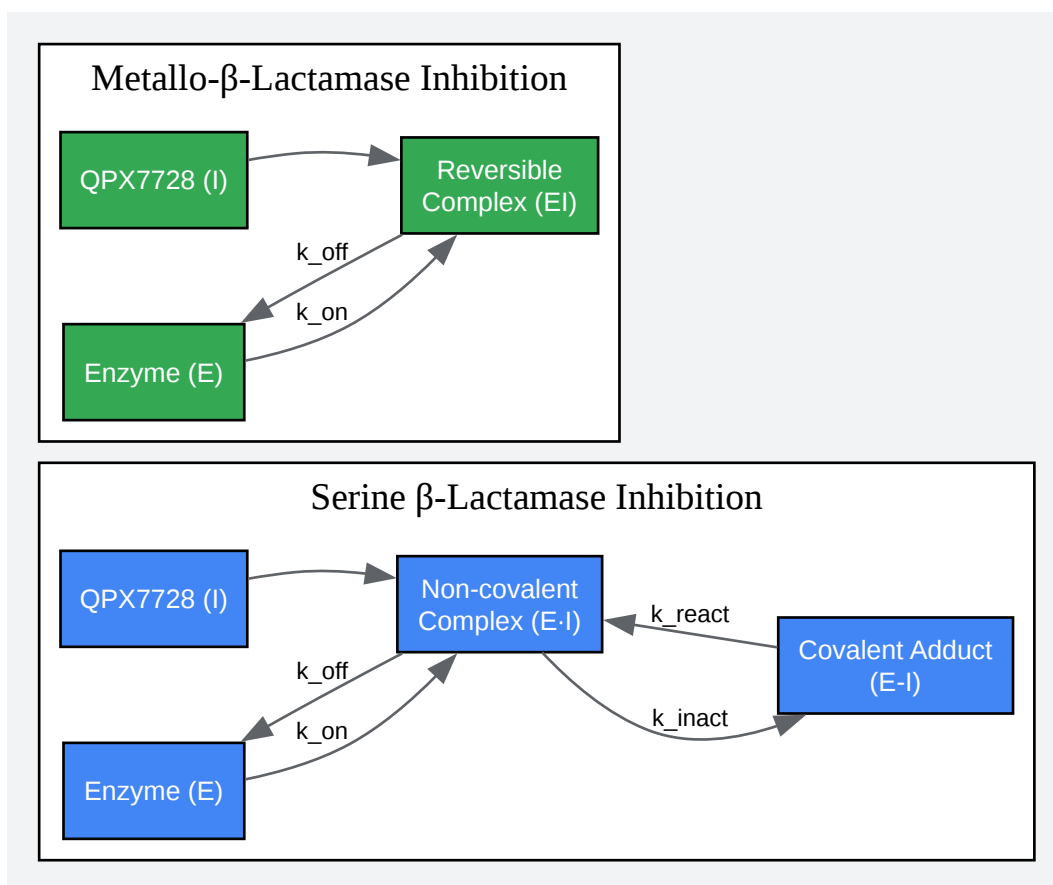 Metallo-β-Lactamase Inhibition
QPX7728 (I)
Reversible
Complex (EI)
k_off
k_on
Enzyme (E)
Serine β-Lactamase Inhibition
QPX7728 (I)
Non-covalent
Complex (E·I)
k_react
Covalent Adduct
(E-I)
k_off
k_inact
k_on
Enzyme (E)